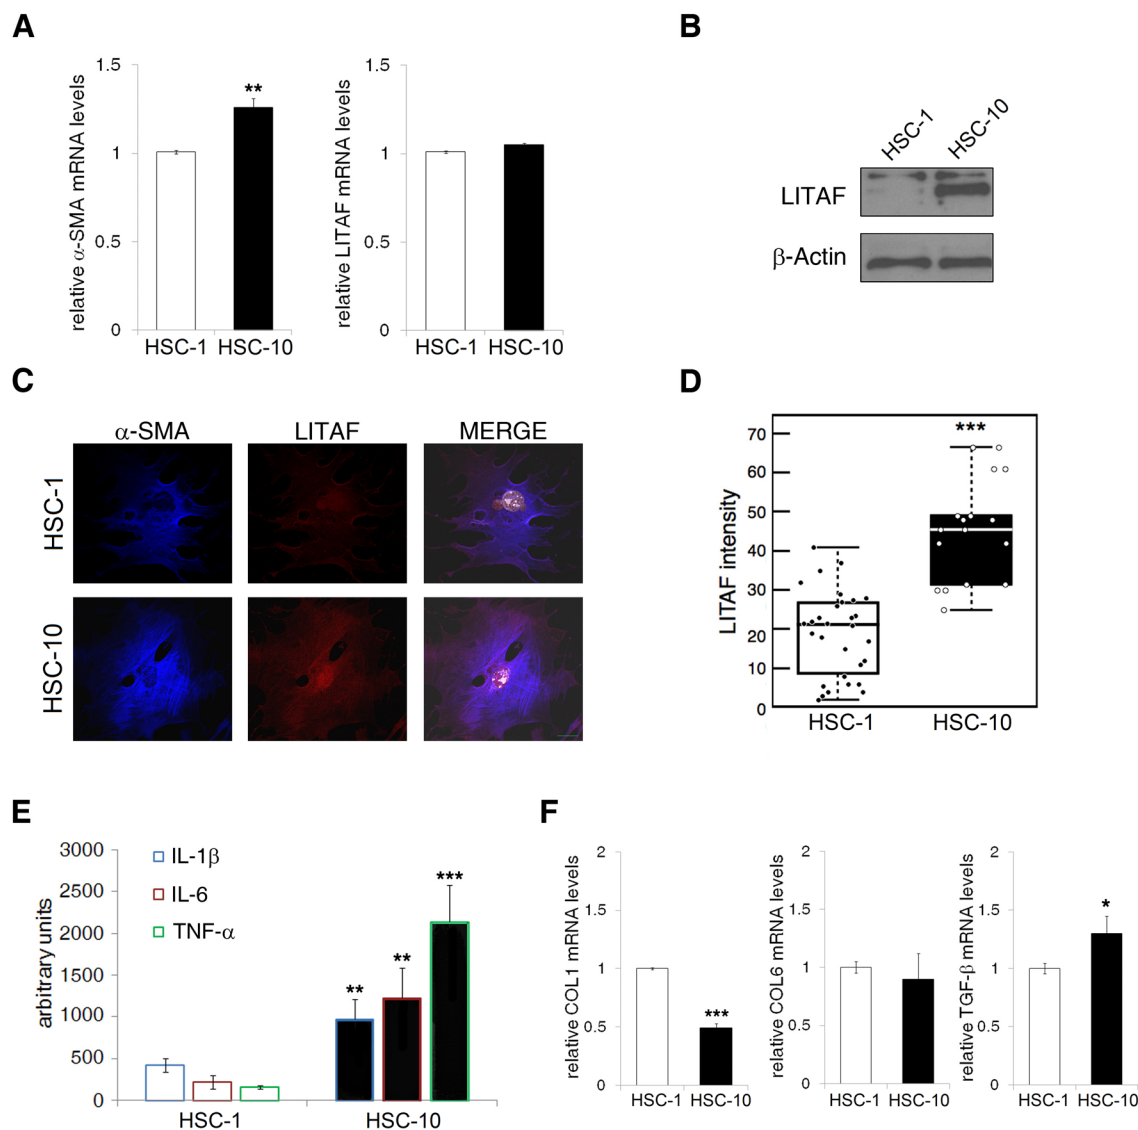 A
relative α-SMA mRNA levels
1.5
1
0.5
0
**
HSC-1 HSC-10
relative LITAF mRNA levels
1.5
1
0.5
0
HSC-1 HSC-10
B
HSC-1
HSC-10
LITAF
β-Actin
C
α-SMA LITAF MERGE
HSC-1
HSC-10
D
LITAF intensity
70
60
50
40
30
20
10
0
***
HSC-1 HSC-10
E
arbitrary units
3000
2500
2000
1500
1000
500
0
IL-1β
IL-6
TNF-α
**
**
***
HSC-1 HSC-10
F
relative COL1 mRNA levels
2
1.5
1
0.5
0
***
HSC-1 HSC-10
relative COL6 mRNA levels
2
1.5
1
0.5
0
HSC-1 HSC-10
relative TGF-β mRNA levels
2
1.5
1
0.5
0
*
HSC-1 HSC-10